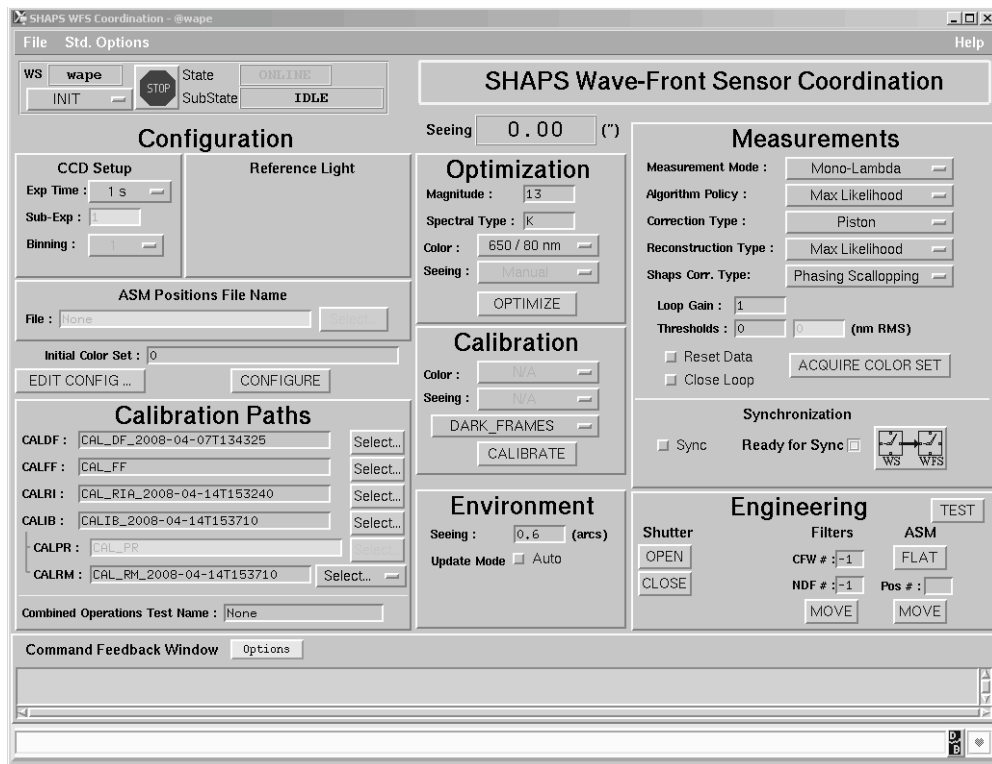 SHAPS WFS Coordination - @wape
File Std. Options Help
WS wape State ONLINE
INIT STOP SubState IDLE
SHAPS Wave-Front Sensor Coordination
Seeing 0.00 (")
Configuration
CCD Setup
Exp Time : 1 s
Sub-Exp : 1
Binning : 1
Reference Light
ASM Positions File Name
File : None Select...
Initial Color Set : 0
EDIT CONFIG ... CONFIGURE
Calibration Paths
CALDF : CAL_DF_2008-04-07T134325 Select...
CALFF : CAL_FF Select...
CALRI : CAL_RIA_2008-04-14T153240 Select...
CALIB : CALIB_2008-04-14T153710 Select...
CALPR : CAL_PR Select...
CALRM : CAL_RM_2008-04-14T153710 Select...
Combined Operations Test Name : None
Optimization
Magnitude : 13
Spectral Type : K
Color : 650 / 80 nm
Seeing : Manual
OPTIMIZE
Calibration
Color : N/A
Seeing : N/A
DARK_FRAMES
CALIBRATE
Environment
Seeing : 0.6 (arcs)
Update Mode Auto
Measurements
Measurement Mode : Mono-Lambda
Algorithm Policy : Max Likelihood
Correction Type : Piston
Reconstruction Type : Max Likelihood
Shaps Corr. Type: Phasing Scallopping
Loop Gain : 1
Thresholds : 0 0 (nm RMS)
Reset Data
Close Loop
ACQUIRE COLOR SET
Synchronization
Sync Ready for Sync WS WFS
Engineering TEST
Shutter Filters ASM
OPEN CFW # : -1 FLAT
CLOSE NDF # : -1 Pos # :
MOVE MOVE
Command Feedback Window Options
D B